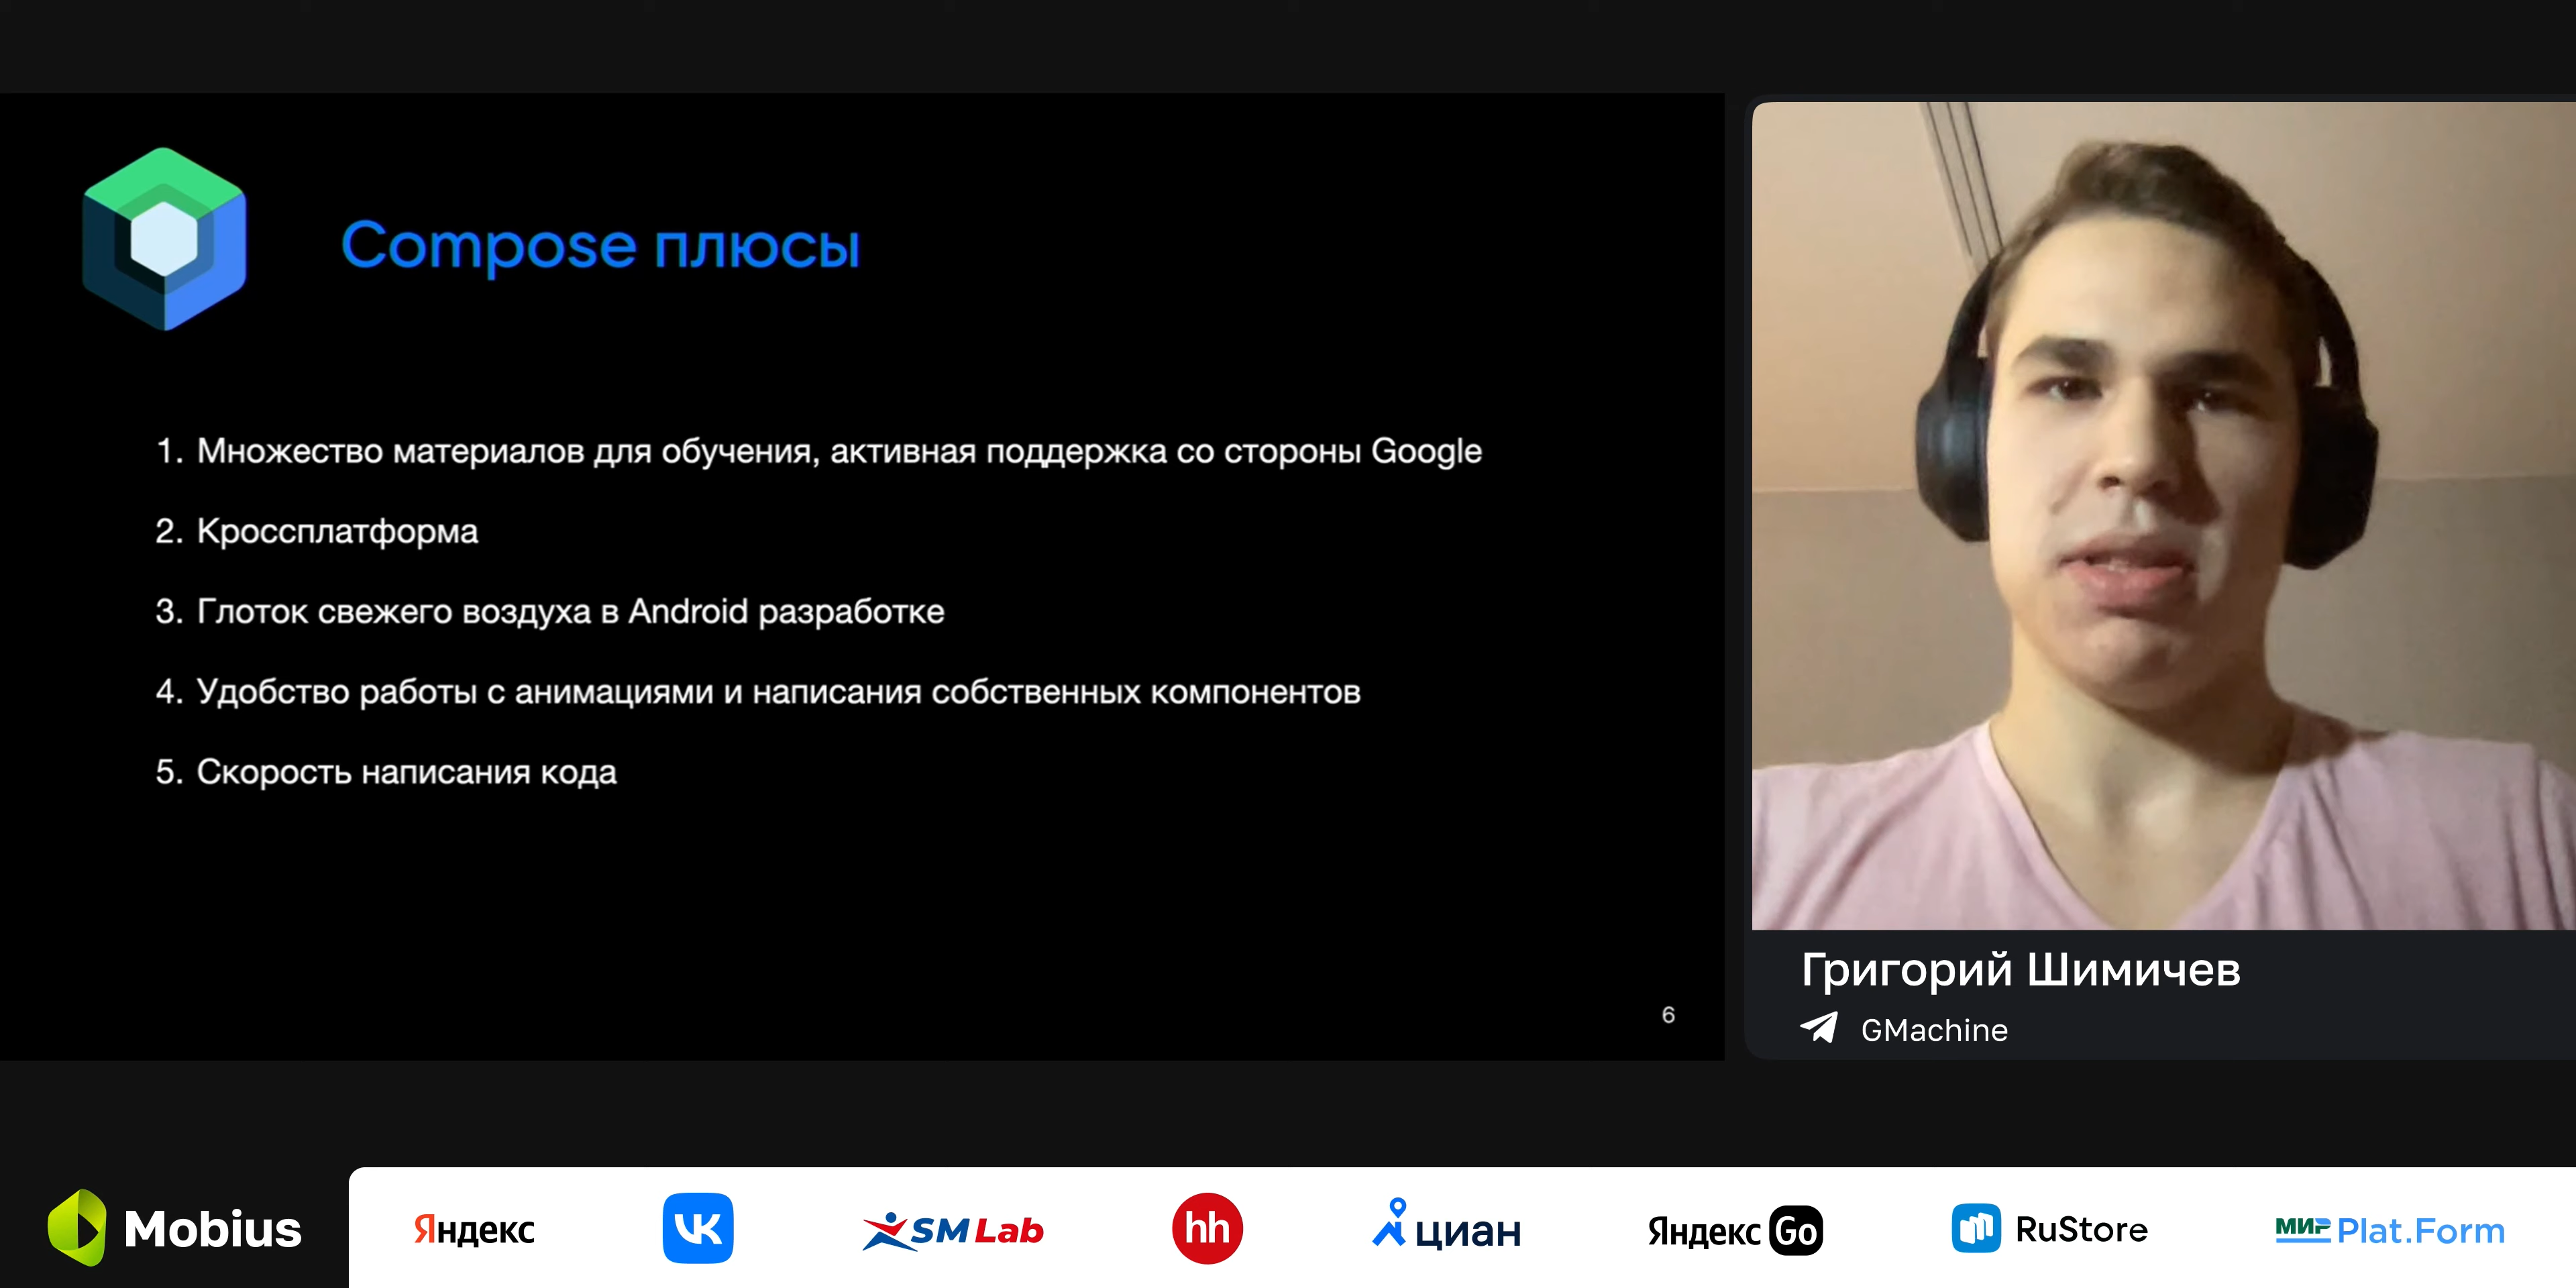 Compose плюсы
1. Множество материалов для обучения, активная поддержка со стороны Google
2. Кроссплатформа
3. Глоток свежего воздуха в Android разработке
4. Удобство работы с анимациями и написания собственных компонентов
5. Скорость написания кода
6
Григорий Шимичев
GMachine
Mobius
Яндекс
VK
SM Lab
hh
циан
Яндекс Go
RuStore
МИР Plat.Form